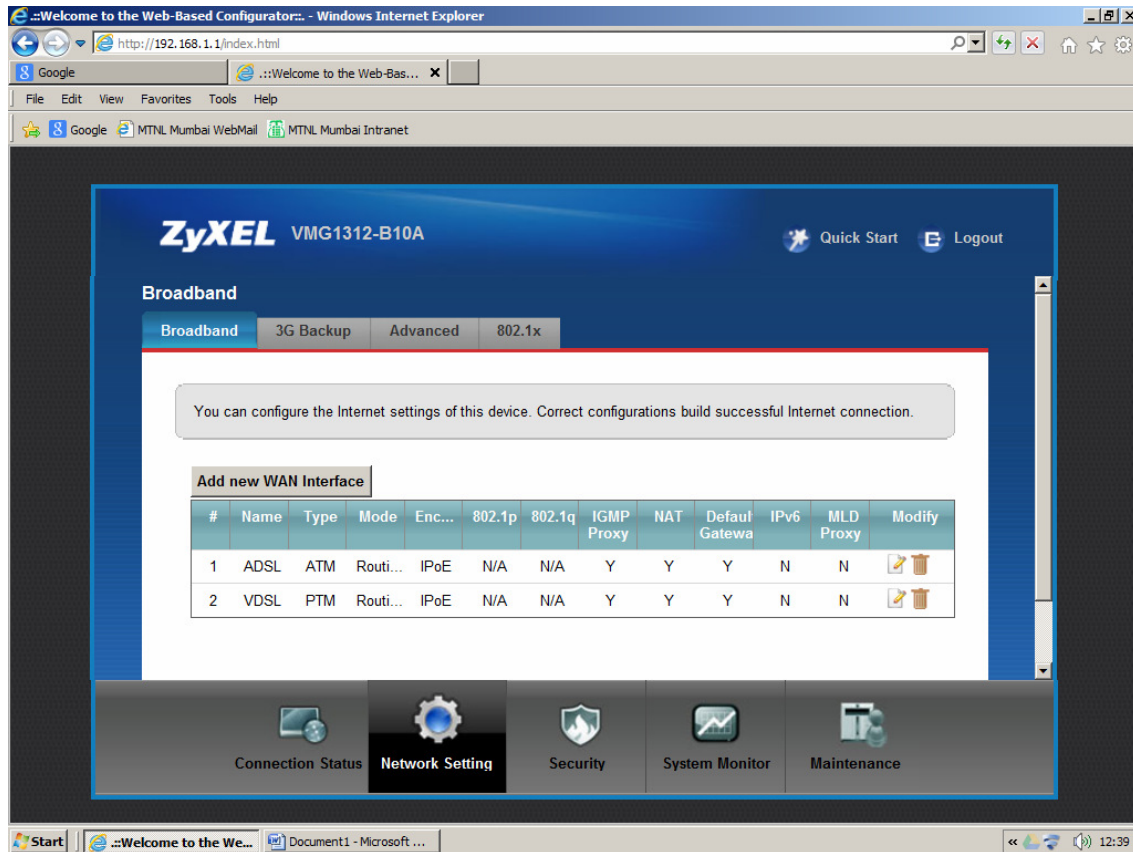 .::Welcome to the Web-Based Configurator::. - Windows Internet Explorer
http://192.168.1.1/index.html
Google
.::Welcome to the Web-Bas...
File Edit View Favorites Tools Help
Google MTNL Mumbai WebMail MTNL Mumbai Intranet
ZyXEL VMG1312-B10A
Quick Start Logout
Broadband
Broadband 3G Backup Advanced 802.1x
You can configure the Internet settings of this device. Correct configurations build successful Internet connection.
Add new WAN Interface
# Name Type Mode Enc... 802.1p 802.1q IGMP Proxy NAT Defaul Gatewa IPv6 MLD Proxy Modify
1 ADSL ATM Routi... IPoE N/A N/A Y Y Y N N
2 VDSL PTM Routi... IPoE N/A N/A Y Y Y N N
Connection Status Network Setting Security System Monitor Maintenance
Start .::Welcome to the We... Document1 - Microsoft ... « 12:39